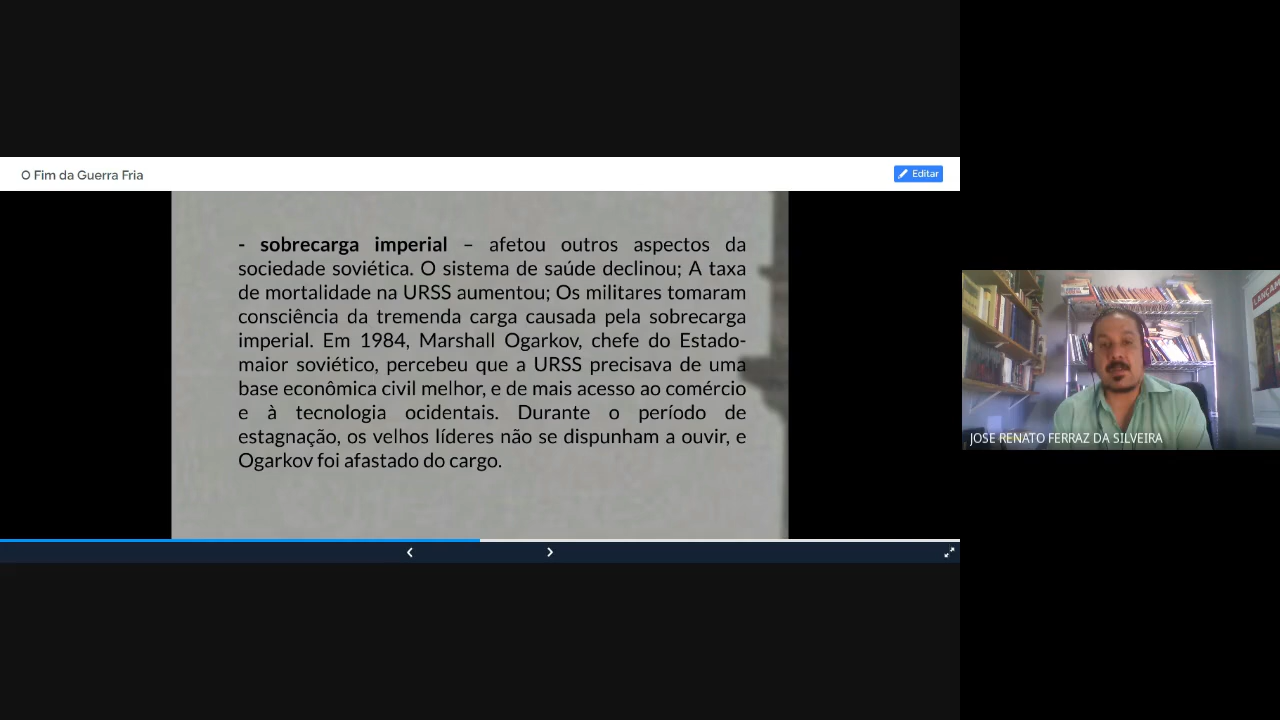 O Fim da Guerra Fria
Editar
- sobrecarga imperial – afetou outros aspectos da
sociedade soviética. O sistema de saúde declinou; A taxa
de mortalidade na URSS aumentou; Os militares tomaram
consciência da tremenda carga causada pela sobrecarga
imperial. Em 1984, Marshall Ogarkov, chefe do Estado-
maior soviético, percebeu que a URSS precisava de uma
base econômica civil melhor, e de mais acesso ao comércio
e à tecnologia ocidentais. Durante o período de
estagnação, os velhos líderes não se dispunham a ouvir, e
Ogarkov foi afastado do cargo.
JOSE RENATO FERRAZ DA SILVEIRA